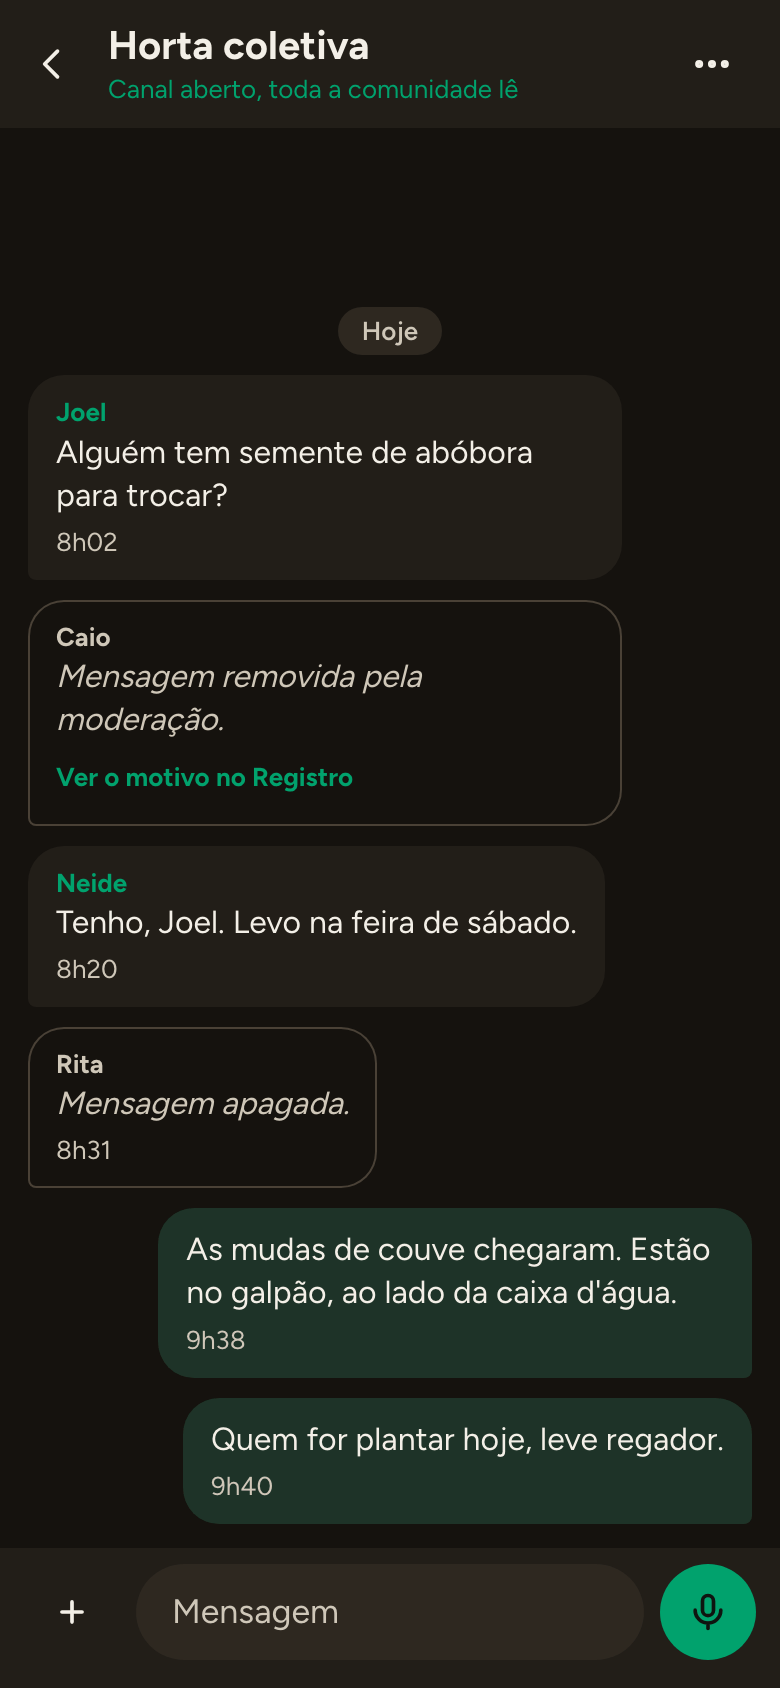 Horta coletiva
Canal aberto, toda a comunidade lê
Hoje
Joel
Alguém tem semente de abóbora
para trocar?
8h02
Caio
Mensagem removida pela
moderação.
Ver o motivo no Registro
Neide
Tenho, Joel. Levo na feira de sábado.
8h20
Rita
Mensagem apagada.
8h31
As mudas de couve chegaram. Estão
no galpão, ao lado da caixa d'água.
9h38
Quem for plantar hoje, leve regador.
9h40
Mensagem